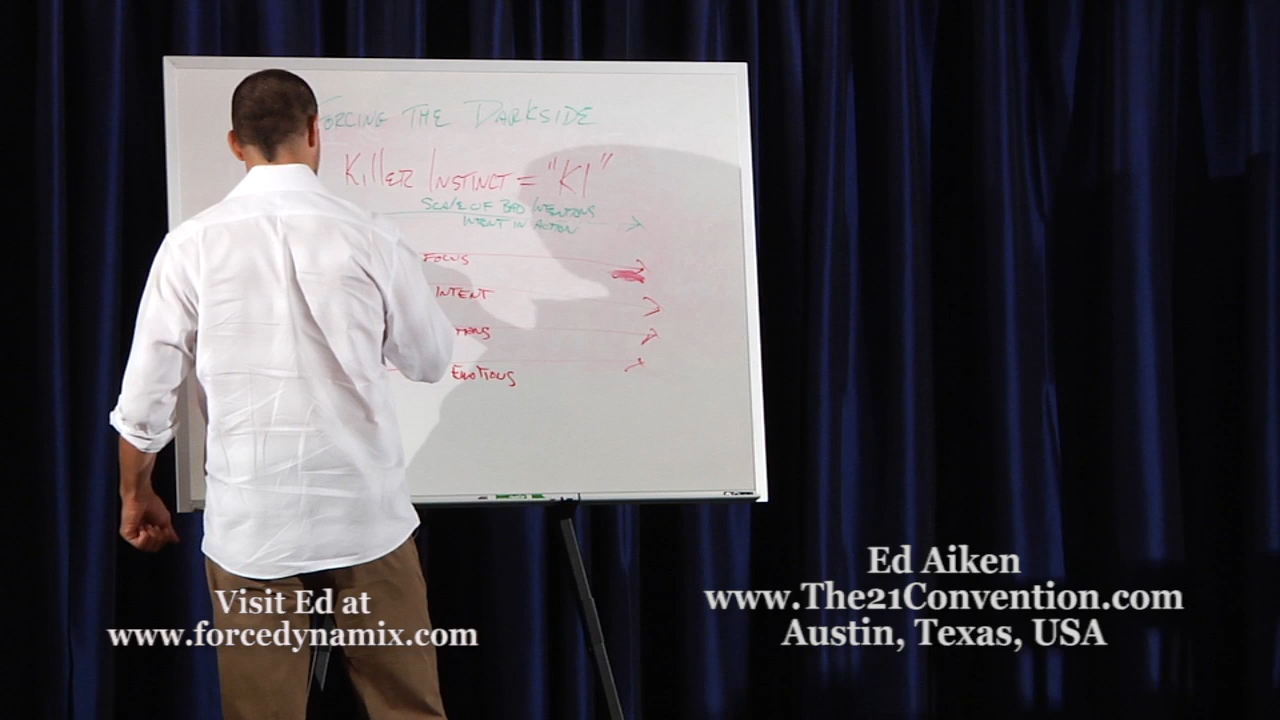 FORCING THE DARKSIDE
KILLER INSTINCT = "KI"
SCALE OF BAD INTENTIONS
INTENT IN ACTION
FOCUS
INTENT
EMOTIONS
Ed Aiken
www.The21Convention.com
Austin, Texas, USA
Visit Ed at
www.forcedynamix.com